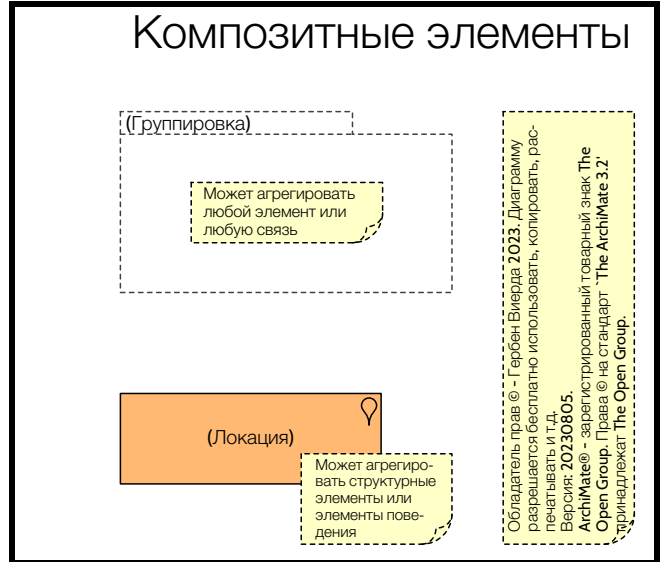 Композитные элементы
(Группировка)
Может агрегировать
любой элемент или
любую связь
(Локация)
Может агрегиро-
вать структурные
элементы или
элементы пове-
дения
Обладатель прав © - Гербен Виерда 2023. Диаграмму
разрешается бесплатно использовать, копировать, рас-
печатывать и т.д.
Версия: 20230805.
ArchiMate® - зарегистрированный товарный знак The
Open Group. Права © на стандарт `The ArchiMate 3.2'
принадлежат The Open Group.